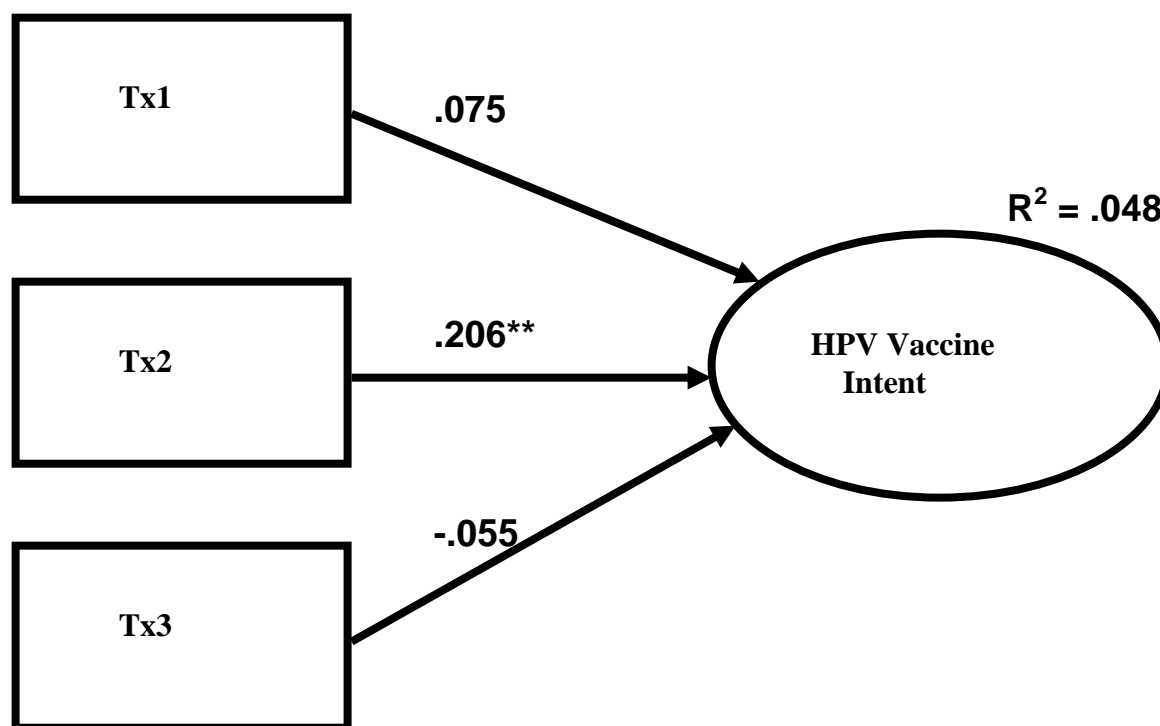 Tx1
.075
R² = .048
Tx2
.206**
HPV Vaccine
Intent
-.055
Tx3